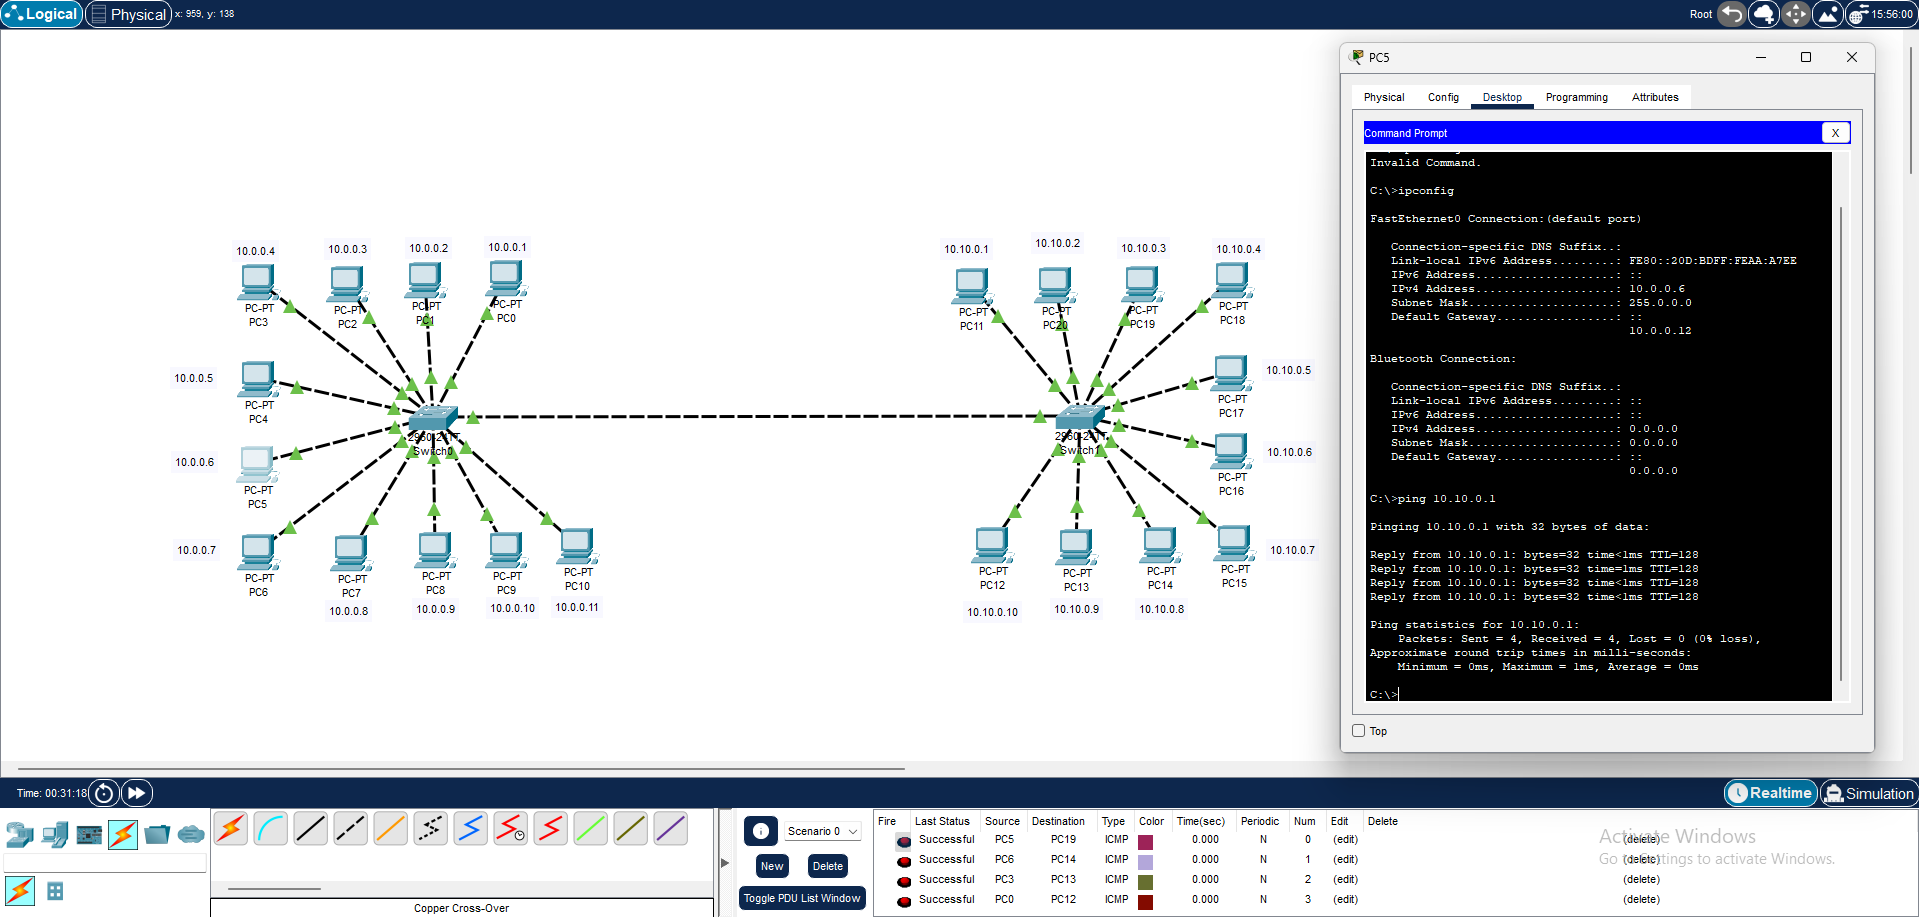 Logical
Physical
x: 959, y: 138
Root
15:56:00
10.0.0.4
10.0.0.3
10.0.0.2
10.0.0.1
PC-PT
PC3
PC-PT
PC2
PC-PT
PC1
PC-PT
PC0
10.0.0.5
PC-PT
PC4
10.0.0.6
PC-PT
PC5
10.0.0.7
PC-PT
PC6
PC-PT
PC7
10.0.0.8
PC-PT
PC8
10.0.0.9
PC-PT
PC9
10.0.0.10
PC-PT
PC10
10.0.0.11
2960-24TT
Switch0
10.10.0.1
10.10.0.2
10.10.0.3
10.10.0.4
PC-PT
PC11
PC-PT
PC20
PC-PT
PC19
PC-PT
PC18
10.10.0.5
PC-PT
PC17
10.10.0.6
PC-PT
PC16
2960-24TT
Switch1
PC-PT
PC12
10.10.0.10
PC-PT
PC13
10.10.0.9
PC-PT
PC14
10.10.0.8
PC-PT
PC15
10.10.0.7
PC5
Physical Config Desktop Programming Attributes
Command Prompt
X
Invalid Command.
C:\>ipconfig
FastEthernet0 Connection:(default port)
Connection-specific DNS Suffix..:
Link-local IPv6 Address.........: FE80::20D:BDFF:FEAA:A7EE
IPv6 Address....................: ::
IPv4 Address....................: 10.0.0.6
Subnet Mask.....................: 255.0.0.0
Default Gateway.................: ::
10.0.0.12
Bluetooth Connection:
Connection-specific DNS Suffix..:
Link-local IPv6 Address.........: ::
IPv6 Address....................: ::
IPv4 Address....................: 0.0.0.0
Subnet Mask.....................: 0.0.0.0
Default Gateway.................: ::
0.0.0.0
C:\>ping 10.10.0.1
Pinging 10.10.0.1 with 32 bytes of data:
Reply from 10.10.0.1: bytes=32 time<1ms TTL=128
Reply from 10.10.0.1: bytes=32 time=1ms TTL=128
Reply from 10.10.0.1: bytes=32 time<1ms TTL=128
Reply from 10.10.0.1: bytes=32 time<1ms TTL=128
Ping statistics for 10.10.0.1:
Packets: Sent = 4, Received = 4, Lost = 0 (0% loss),
Approximate round trip times in milli-seconds:
Minimum = 0ms, Maximum = 1ms, Average = 0ms
C:\>
Top
Time: 00:31:18
Realtime
Simulation
Copper Cross-Over
Scenario 0
New
Delete
Toggle PDU List Window
Fire Last Status Source Destination Type Color Time(sec) Periodic Num Edit Delete
Successful PC5 PC19 ICMP 0.000 N 0 (edit) (delete)
Successful PC6 PC14 ICMP 0.000 N 1 (edit) (delete)
Successful PC3 PC13 ICMP 0.000 N 2 (edit) (delete)
Successful PC0 PC12 ICMP 0.000 N 3 (edit) (delete)
Activate Windows
Go to Settings to activate Windows.